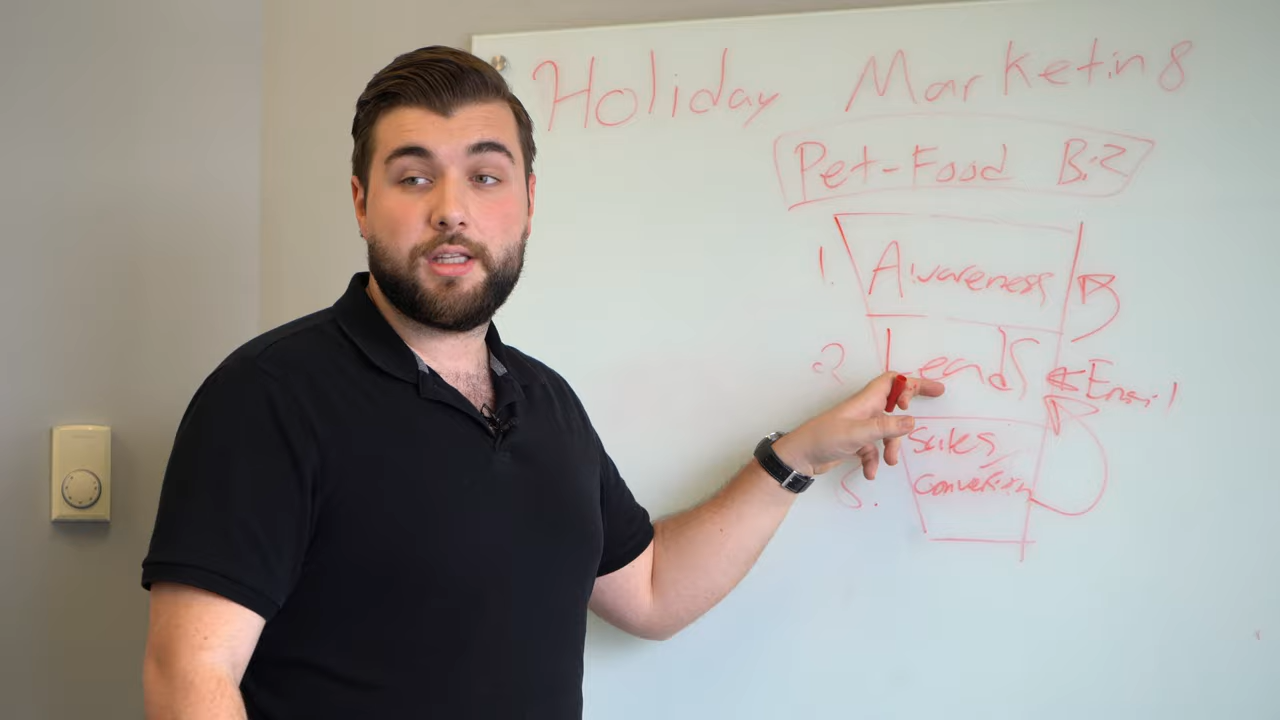 Holiday Marketing
Pet-Food Biz
1. Awareness
2. Leads Email
3. Sales/
Conversion